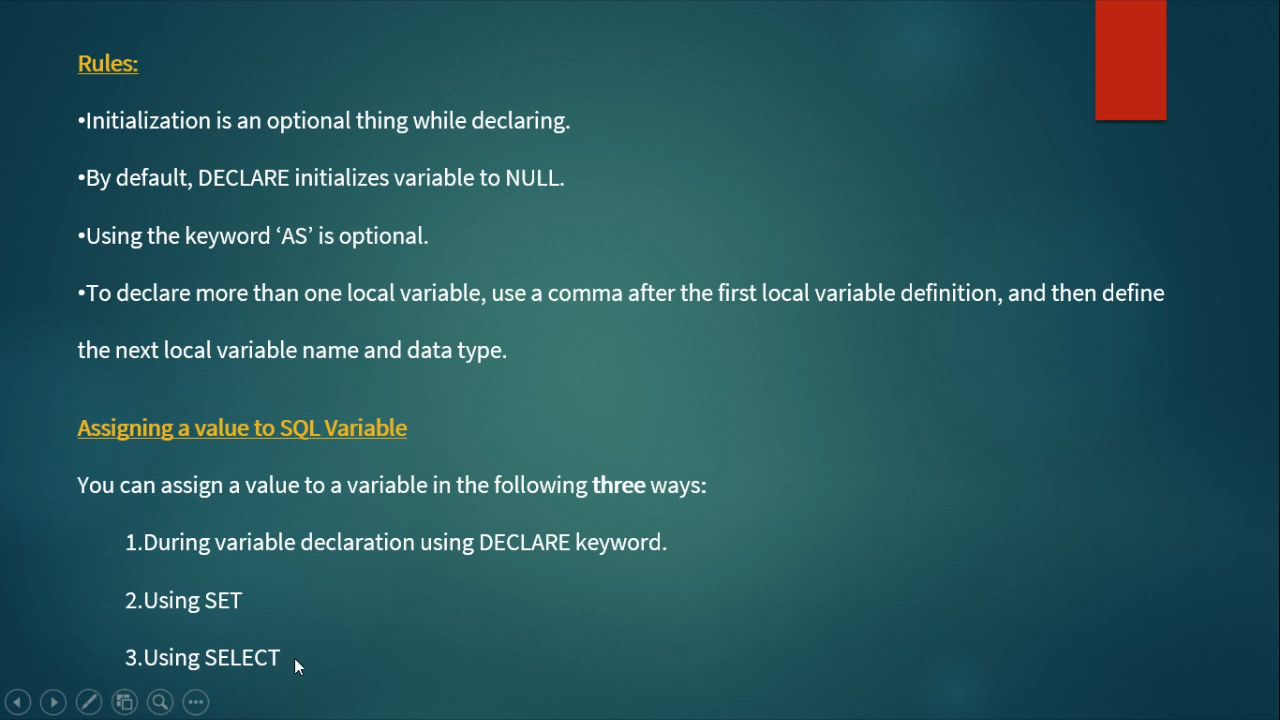 Rules:
•Initialization is an optional thing while declaring.
•By default, DECLARE initializes variable to NULL.
•Using the keyword ‘AS’ is optional.
•To declare more than one local variable, use a comma after the first local variable definition, and then define
the next local variable name and data type.
Assigning a value to SQL Variable
You can assign a value to a variable in the following three ways:
1.During variable declaration using DECLARE keyword.
2.Using SET
3.Using SELECT